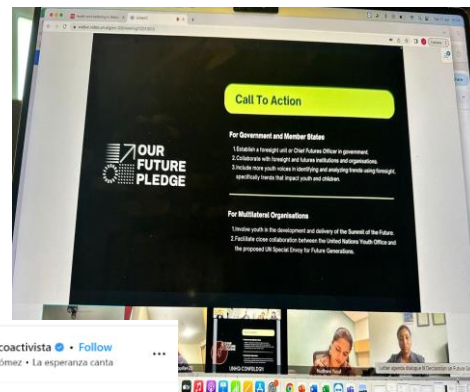 Call To Action
OUR
FUTURE
PLEDGE
For Government and Member States
1.Establish a foresight unit or Chief Futures Officer in government.
2.Collaborate with foresight and futures institutions and organisations.
3.Include more youth voices in identifying and analyzing trends using foresight,
specifically trends that impact youth and children.
For Multilateral Organisations
1.Involve youth in the development and delivery of the Summit of the Future.
2.Facilitate close collaboration between the United Nations Youth Office and
the proposed UN Special Envoy for Future Generations.
coactivista • Follow
ómez • La esperanza canta